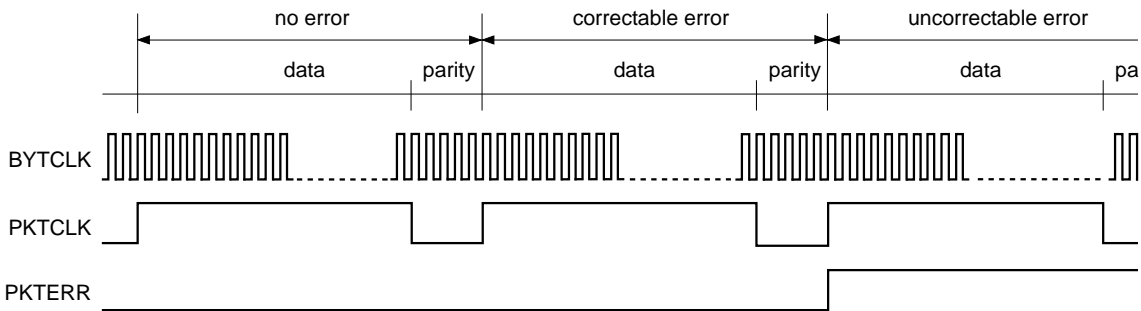 no error correctable error uncorrectable error
data parity data parity data pa
BYTCLK
PKTCLK
PKTERR